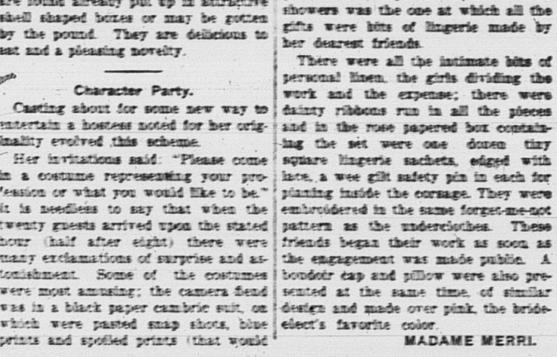 are found already put up in attractive
shell shaped boxes or may be gotten
by the pound. They are delicious to
eat and a pleasing novelty.
Character Party.
Casting about for some new way to
entertain a hostess noted for her orig-
inality evolved this scheme.
Her invitations said: "Please come
in a costume representing your pro-
fession or what you would like to be."
It is needless to say that when the
twenty guests arrived upon the stated
hour (half after eight) there were
many exclamations of surprise and as-
tonishment. Some of the costumes
were most amusing; the camera fiend
was in a black paper cambric suit, on
which were pasted snap shots, blue
prints and spoiled prints (that would
showers was the one at which all the
gifts were bits of lingerie made by
her dearest friends.
There were all the intimate bits of
personal linen, the girls dividing the
work and the expense; there were
dainty ribbons run in all the pieces
and in the rose papered box contain-
ing the set were one dozen tiny
square lingerie sachets, edged with
lace, a wee gilt safety pin in each for
pinning inside the corsage. They were
embroidered in the same forget-me-not
pattern as the underclothes. These
friends began their work as soon as
the engagement was made public. A
boudoir cap and pillow were also pre-
sented at the same time, of similar
design and made over pink, the bride-
elect's favorite color.
MADAME MERRI.